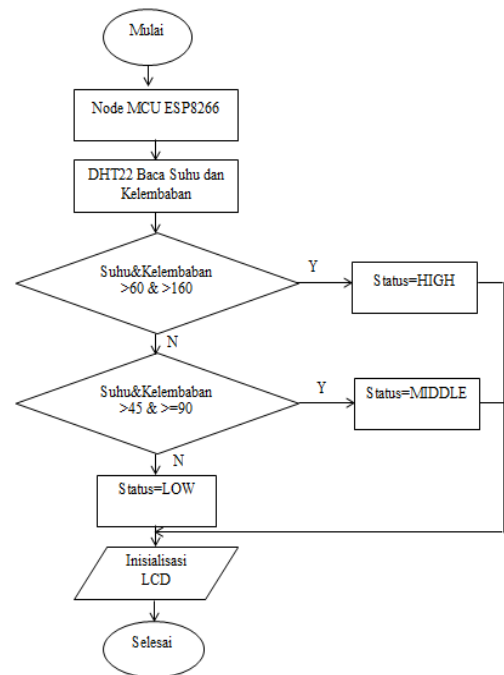 Mulai
Node MCU ESP8266
DHT22 Baca Suhu dan
Kelembaban
Suhu&Kelembaban
>60 & >160
Y
Status=HIGH
N
Suhu&Kelembaban
>45 & >=90
Y
Status=MIDDLE
N
Status=LOW
Inisialisasi
LCD
Selesai